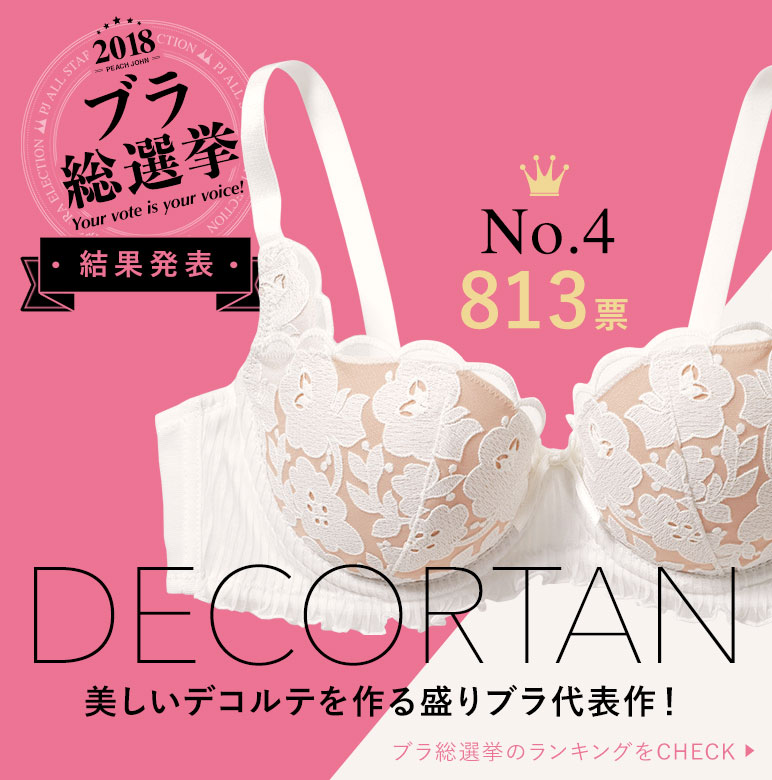 2018
PEACH JOHN
ブラ
総選挙
Your vote is your voice!
・結果発表・
No.4
813票
DECORTAN
美しいデコルテを作る盛りブラ代表作！
ブラ総選挙のランキングをCHECK